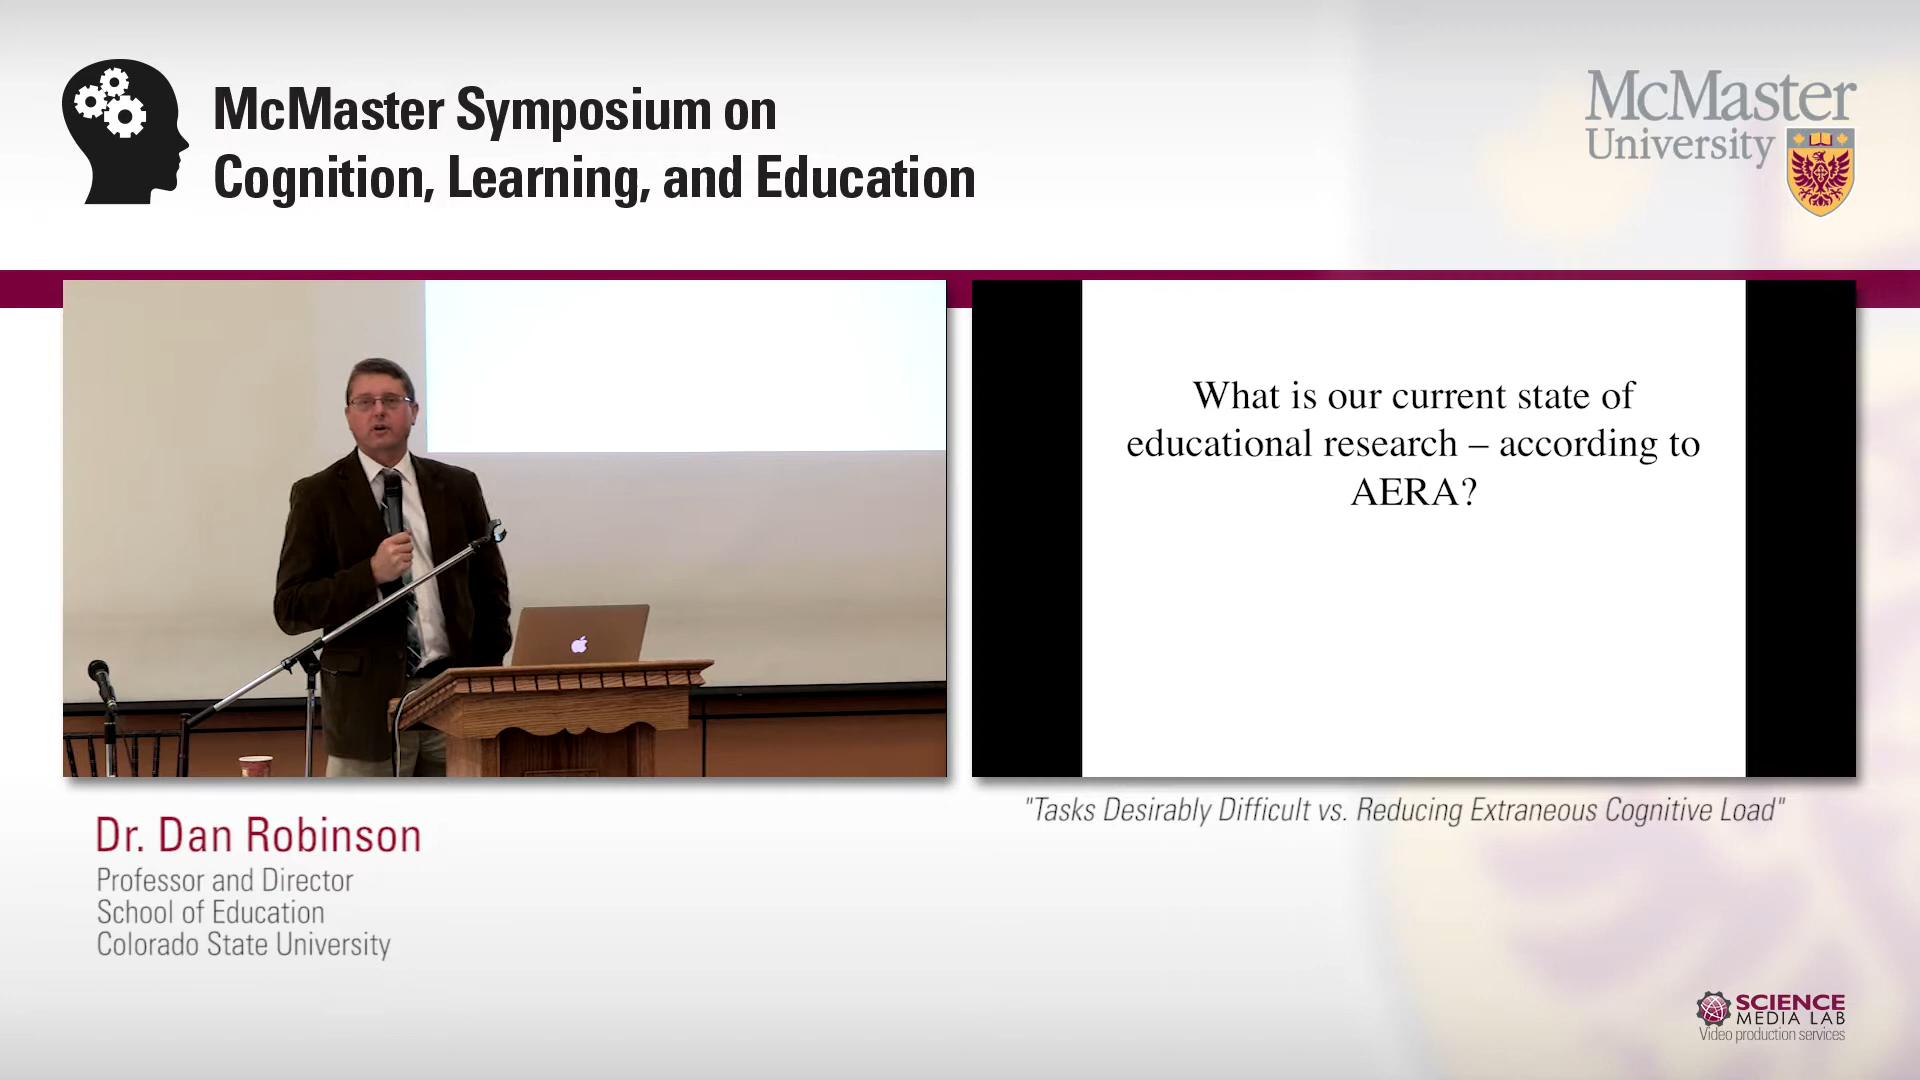 McMaster Symposium on
Cognition, Learning, and Education
McMaster
University
What is our current state of
educational research – according to
AERA?
"Tasks Desirably Difficult vs. Reducing Extraneous Cognitive Load"
Dr. Dan Robinson
Professor and Director
School of Education
Colorado State University
SCIENCE
MEDIA LAB
Video production services